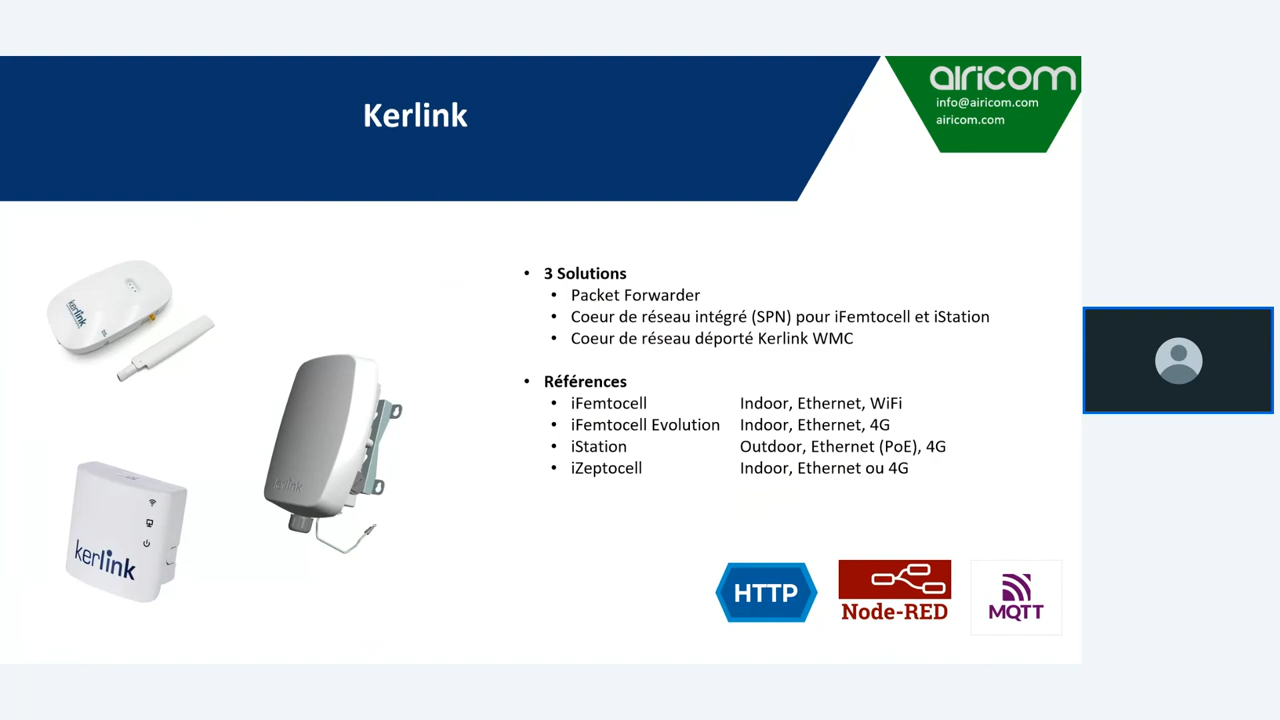 Kerlink
airicom
info@airicom.com
airicom.com
• 3 Solutions
• Packet Forwarder
• Coeur de réseau intégré (SPN) pour iFemtocell et iStation
• Coeur de réseau déporté Kerlink WMC
• Références
• iFemtocell Indoor, Ethernet, WiFi
• iFemtocell Evolution Indoor, Ethernet, 4G
• iStation Outdoor, Ethernet (PoE), 4G
• iZeptocell Indoor, Ethernet ou 4G
kerlink
kerlink
kerlink
HTTP
Node-RED
MQTT